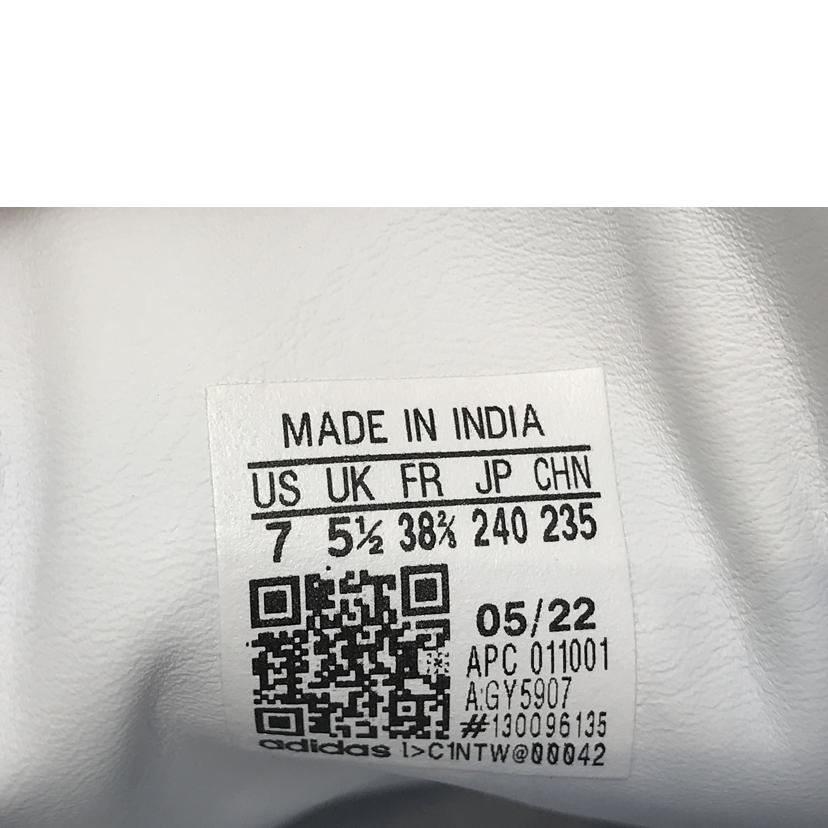 MADE IN INDIA
US UK FR JP CHN
7 5½ 38⅔ 240 235
05/22
APC 011001
A:GY5907
#130096135
adidas I>C1NTW@00042